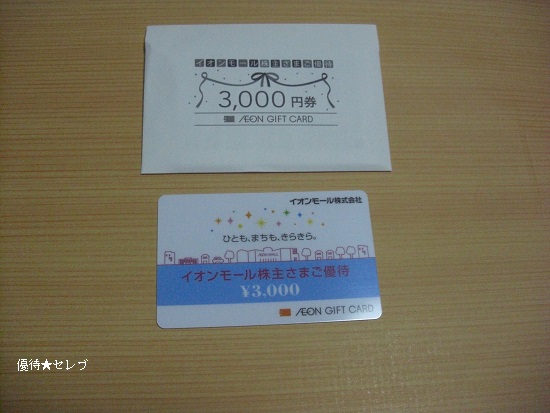 イオンモール株主さまご優待
3,000円券
ÆON GIFT CARD
イオンモール株式会社
ひとも、まちも、きらきら。
イオンモール株主さまご優待
¥3,000
ÆON GIFT CARD
優待★セレブ